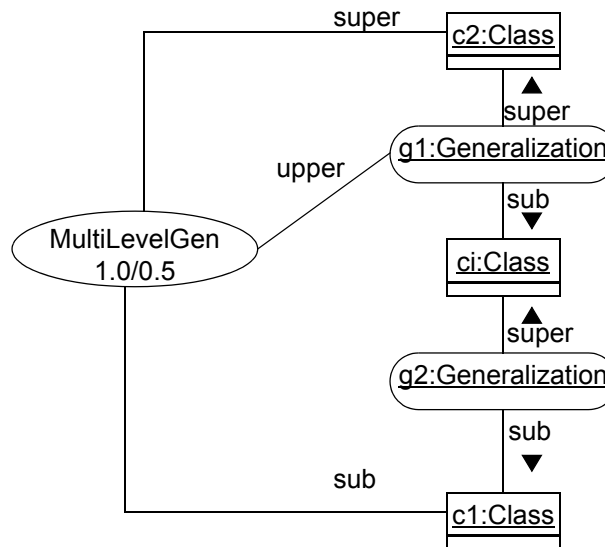 super
c2:Class
super
g1:Generalization
upper
sub
MultiLevelGen
1.0/0.5
ci:Class
super
g2:Generalization
sub
sub
c1:Class